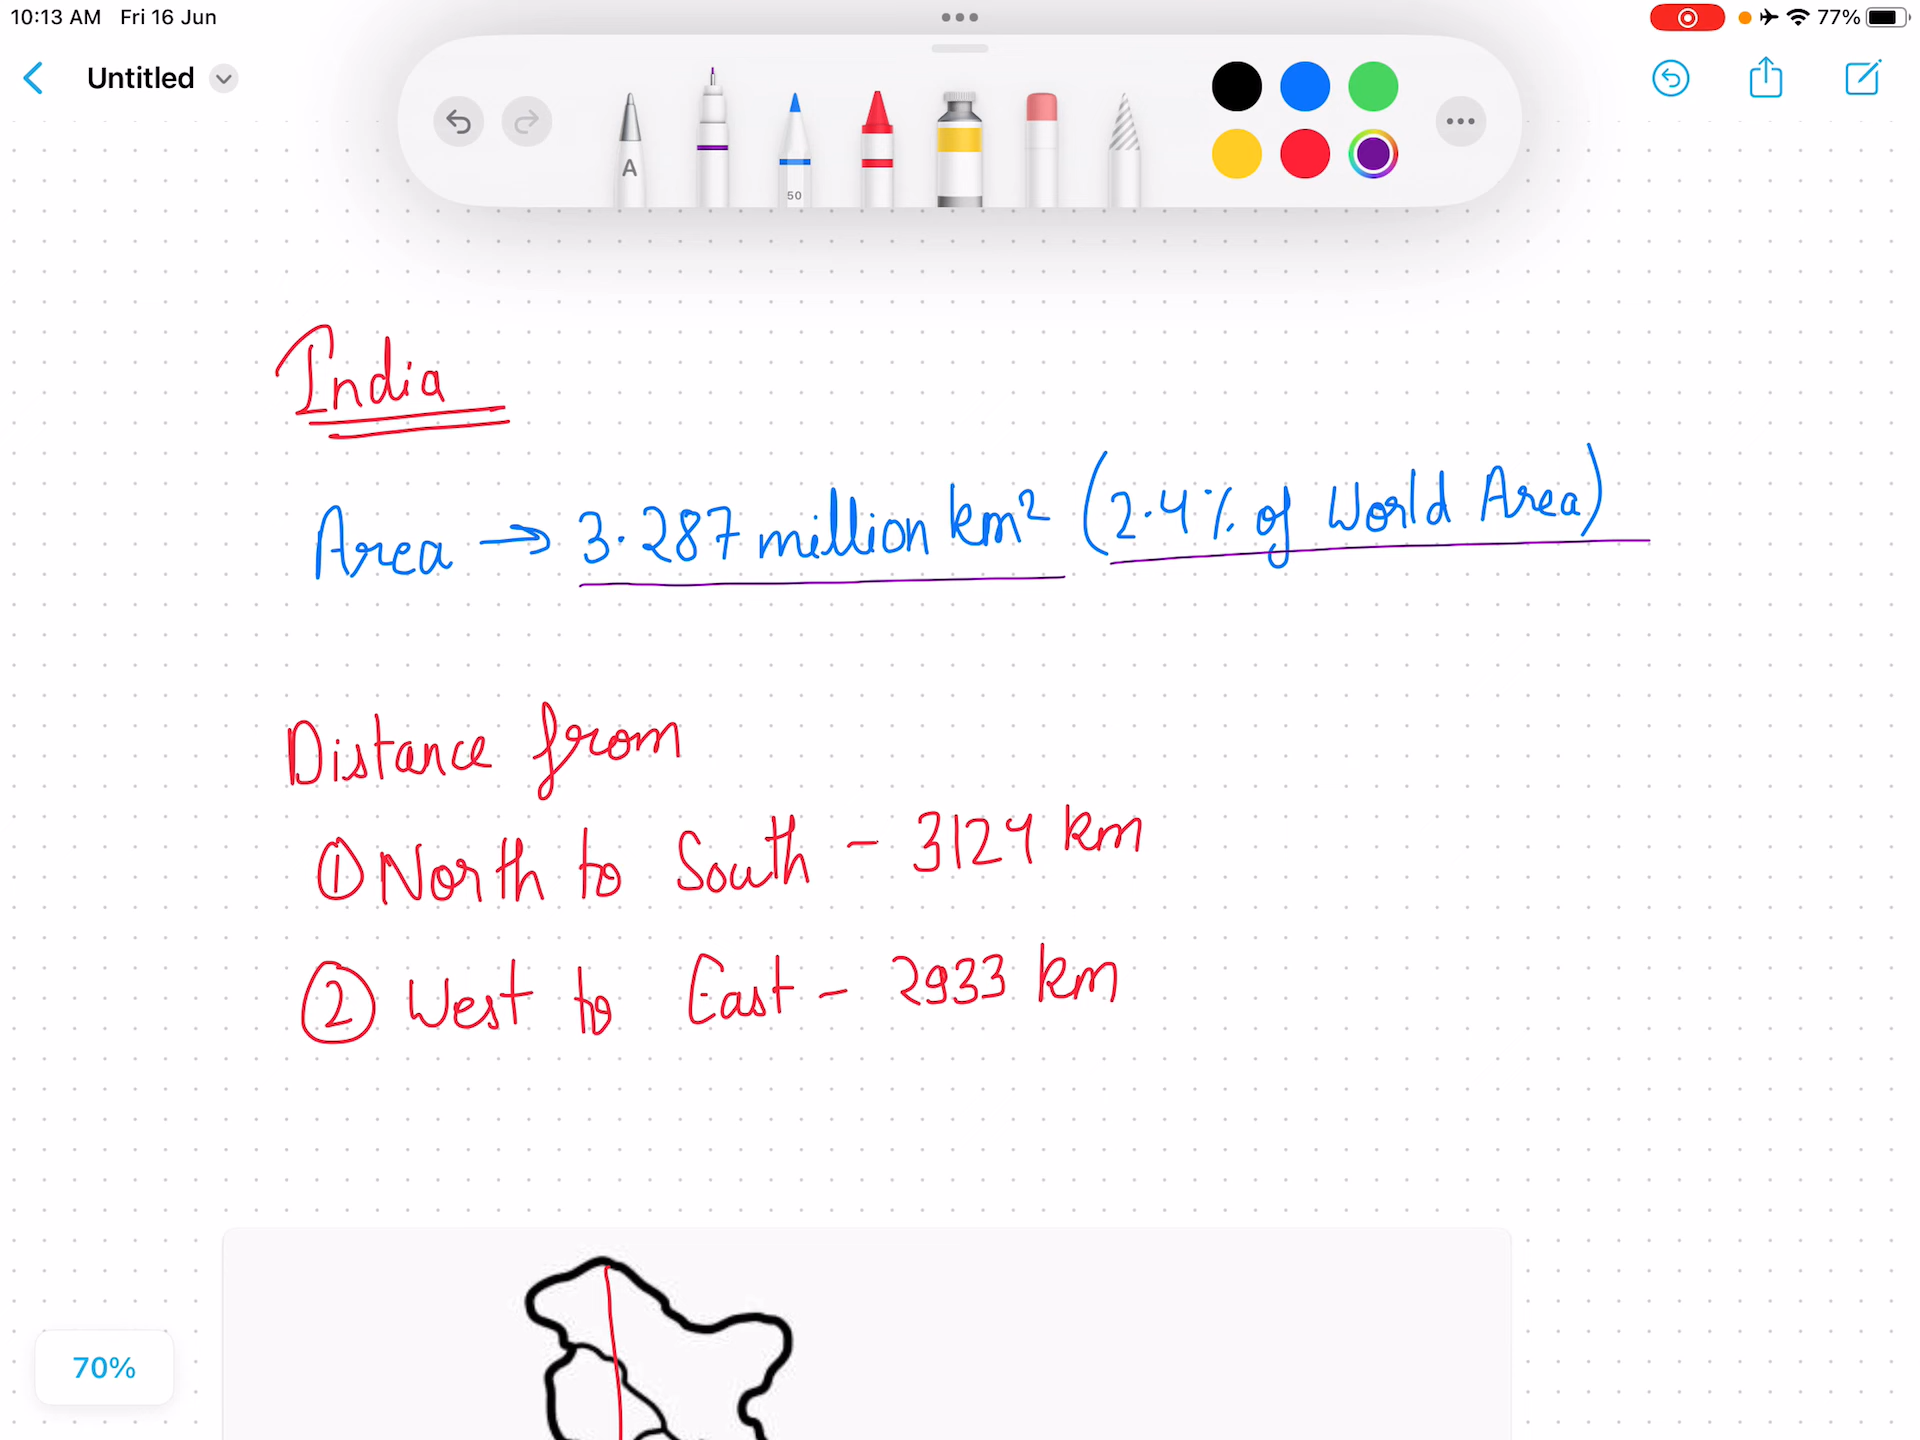 10:13 AM Fri 16 Jun
77%
Untitled
A
50
India
Area → 3.287 million km² (2.4% of World Area)
Distance from
① North to South - 3124 km
② West to East - 2933 km
70%